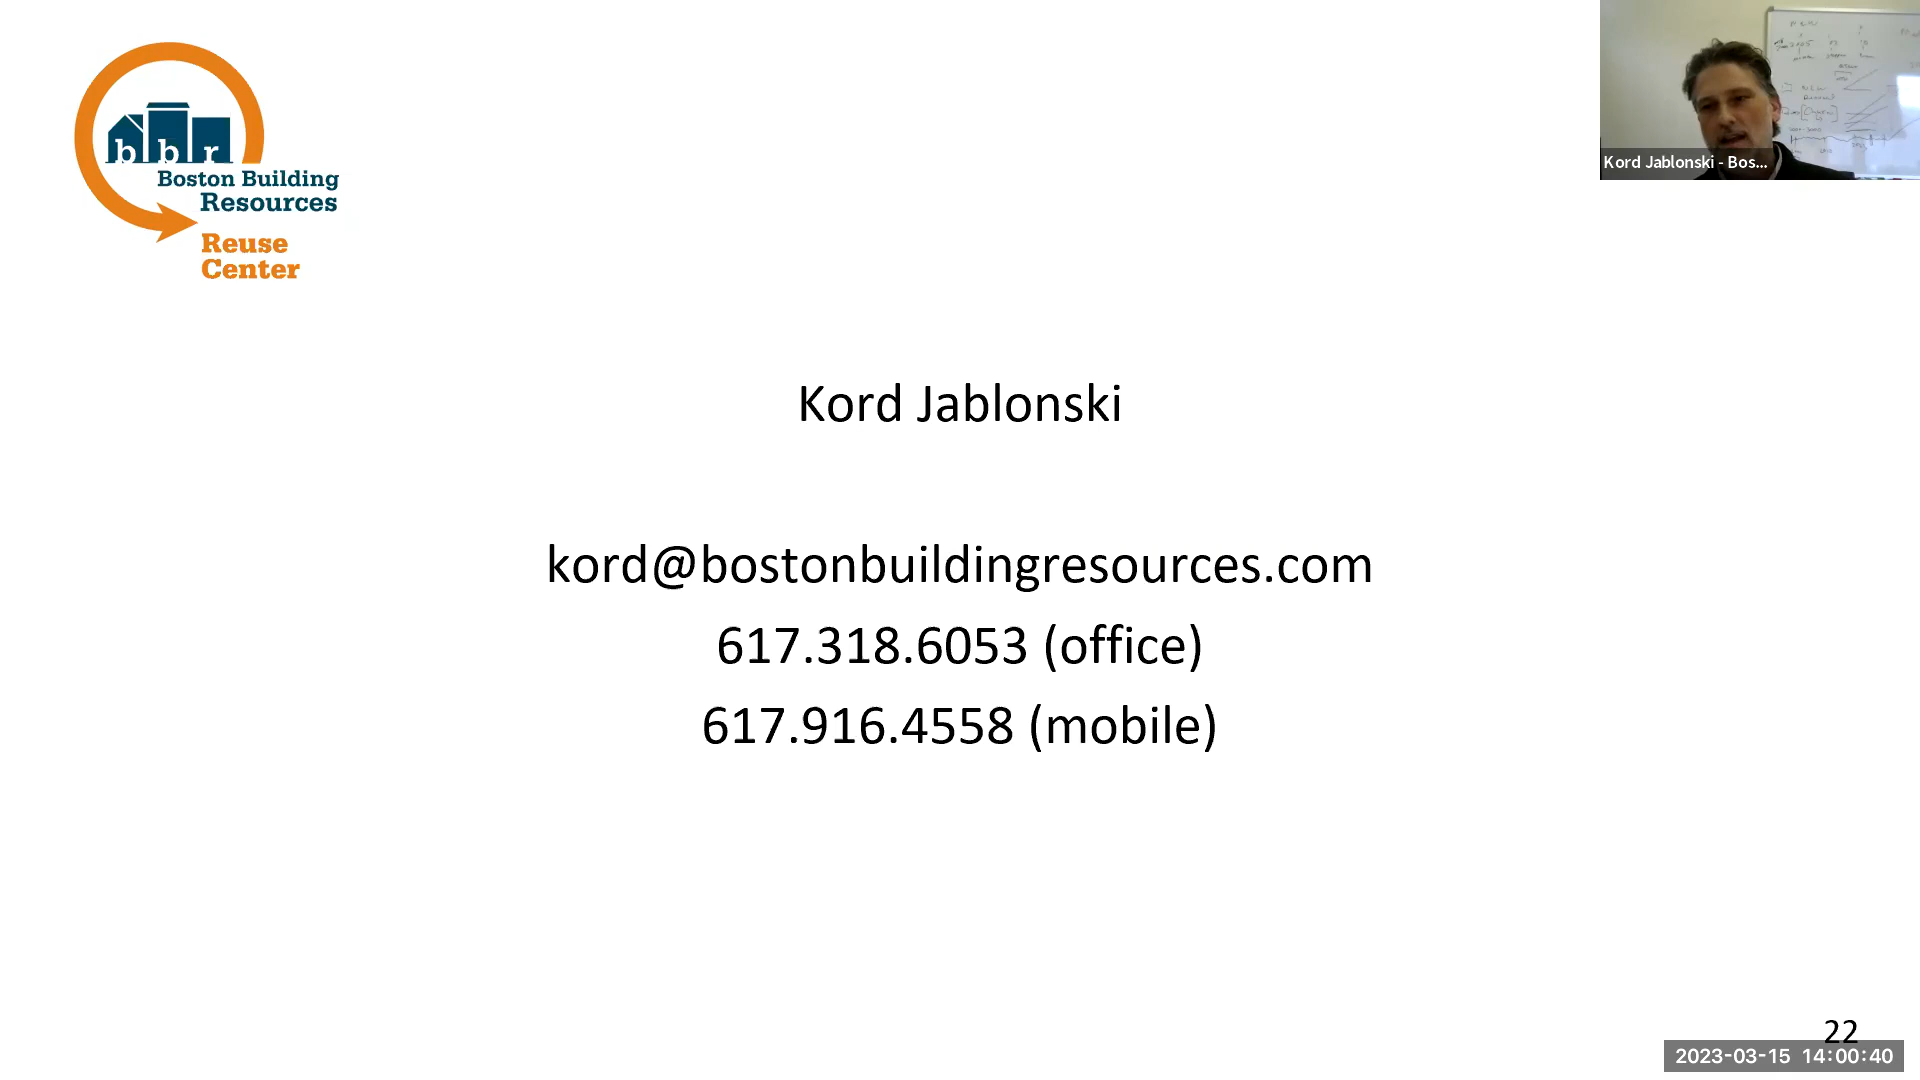 b b r
Boston Building
Resources
Reuse
Center
Kord Jablonski - Bos...
Kord Jablonski
kord@bostonbuildingresources.com
617.318.6053 (office)
617.916.4558 (mobile)
22
2023-03-15 14:00:40